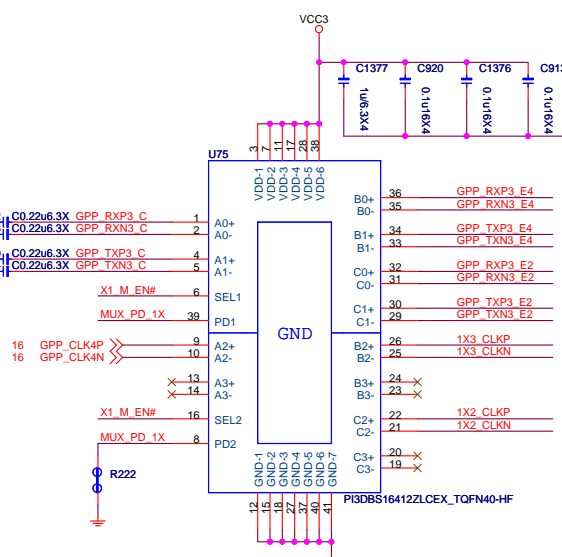 VCC3
C1377
C920
C1376
C913
1u6.3X4
0.1u16X4
0.1u16X4
0.1u16X4
U75
3
7
11
17
28
38
VDD-1
VDD-2
VDD-3
VDD-4
VDD-5
VDD-6
C0.22u6.3X GPP_RXP3_C 1 A0+
C0.22u6.3X GPP_RXN3_C 2 A0-
C0.22u6.3X GPP_TXP3_C 4 A1+
C0.22u6.3X GPP_TXN3_C 5 A1-
X1_M_EN# 6 SEL1
MUX_PD_1X 39 PD1
16 GPP_CLK4P 9 A2+
16 GPP_CLK4N 10 A2-
13 A3+
14 A3-
X1_M_EN# 16 SEL2
MUX_PD_1X 8 PD2
R222
GND
B0+ 36 GPP_RXP3_E4
B0- 35 GPP_RXN3_E4
B1+ 34 GPP_TXP3_E4
B1- 33 GPP_TXN3_E4
C0+ 32 GPP_RXP3_E2
C0- 31 GPP_RXN3_E2
C1+ 30 GPP_TXP3_E2
C1- 29 GPP_TXN3_E2
B2+ 26 1X3_CLKP
B2- 25 1X3_CLKN
B3+ 24
B3- 23
C2+ 22 1X2_CLKP
C2- 21 1X2_CLKN
C3+ 20
C3- 19
GND-1
GND-2
GND-3
GND-4
GND-5
GND-6
GND-7
12
15
18
27
37
40
41
PI3DBS16412ZLCEX_TQFN40-HF